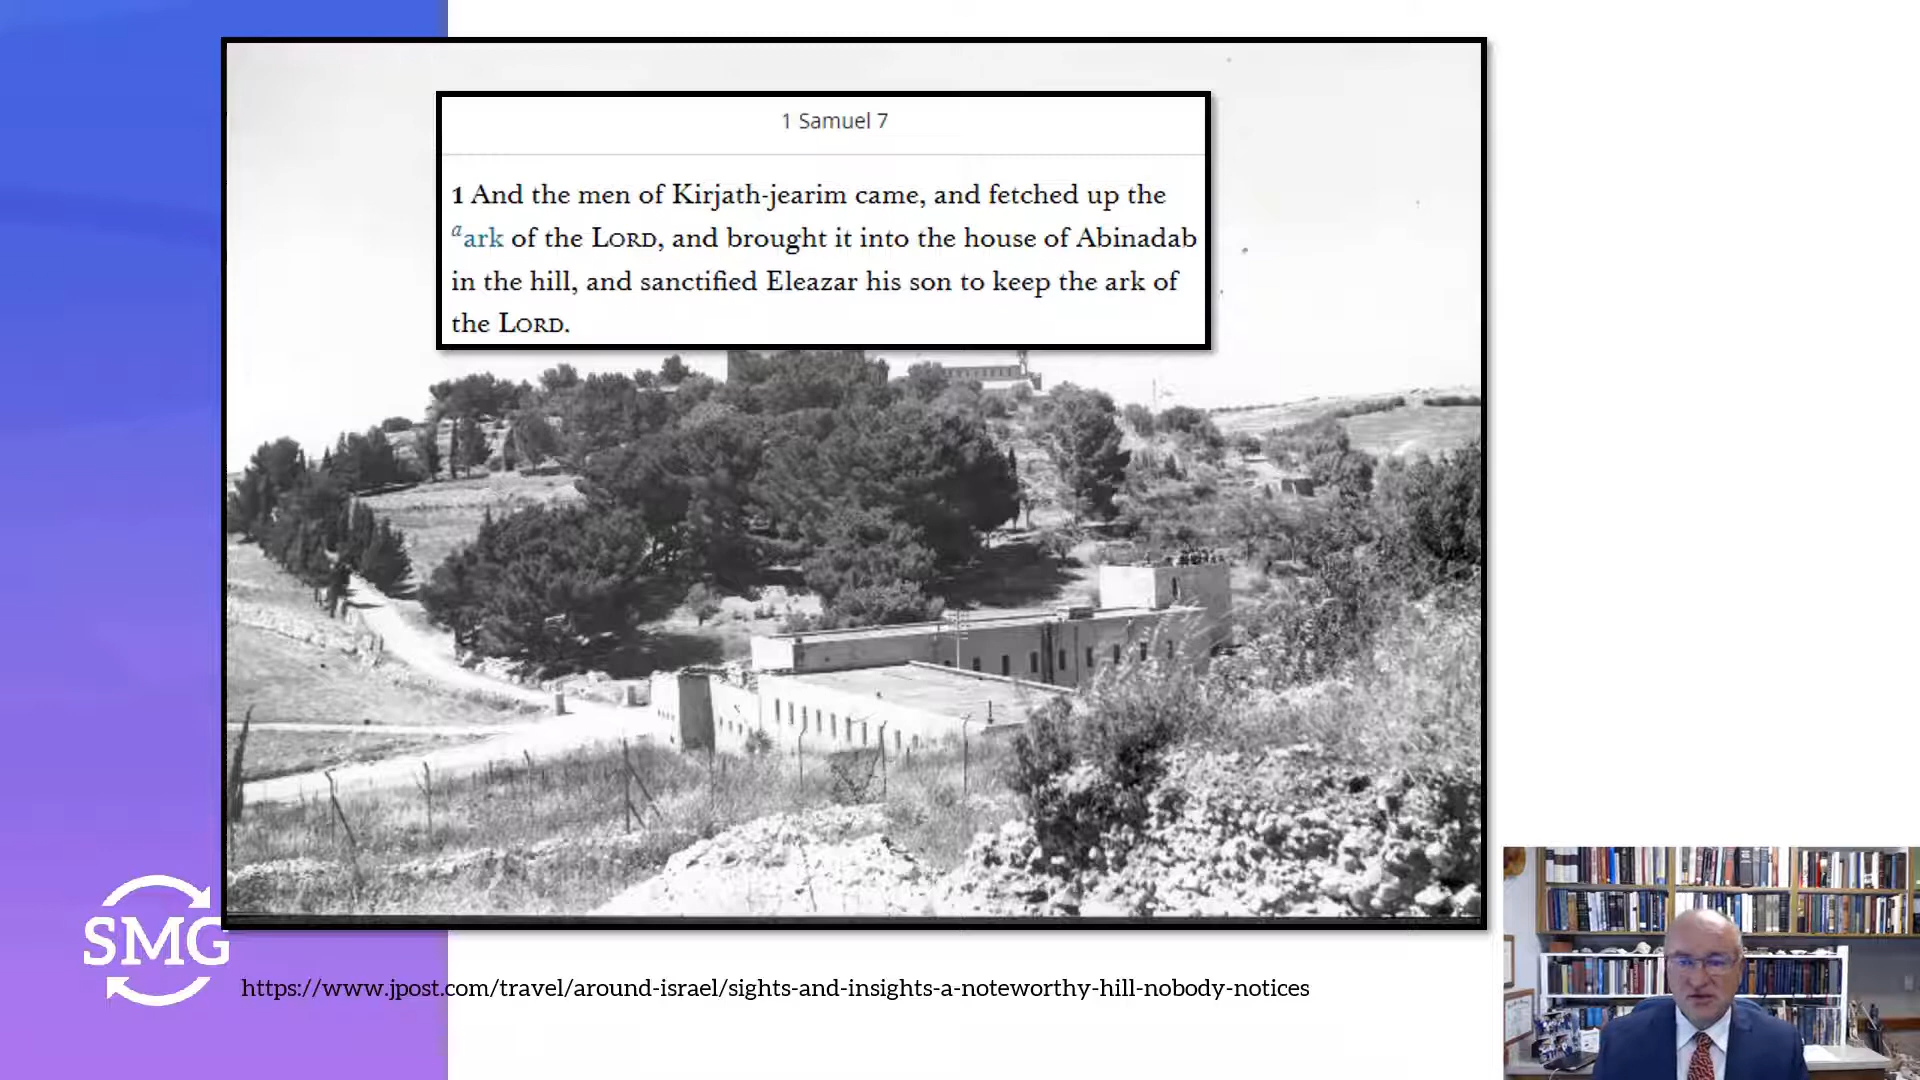 1 Samuel 7
1 And the men of Kirjath-jearim came, and fetched up the
a ark of the LORD, and brought it into the house of Abinadab
in the hill, and sanctified Eleazar his son to keep the ark of
the LORD.
SMG
https://www.jpost.com/travel/around-israel/sights-and-insights-a-noteworthy-hill-nobody-notices